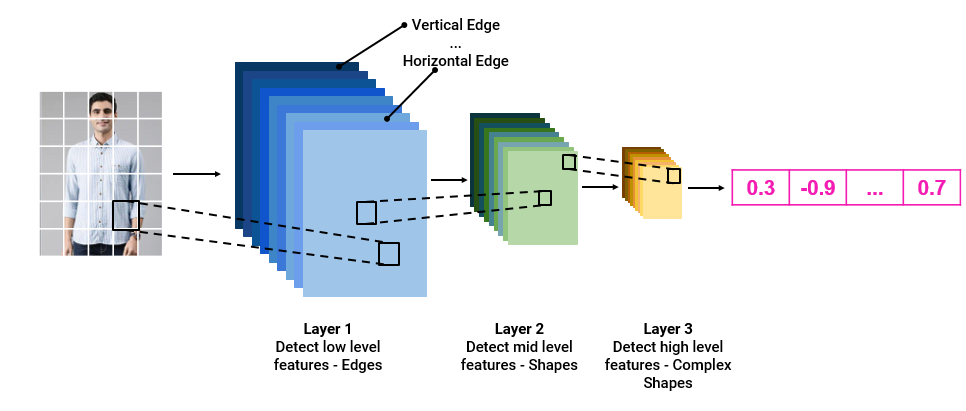 Vertical Edge
...
Horizontal Edge
0.3 -0.9 ... 0.7
Layer 1
Detect low level
features - Edges
Layer 2
Detect mid level
features - Shapes
Layer 3
Detect high level
features - Complex
Shapes